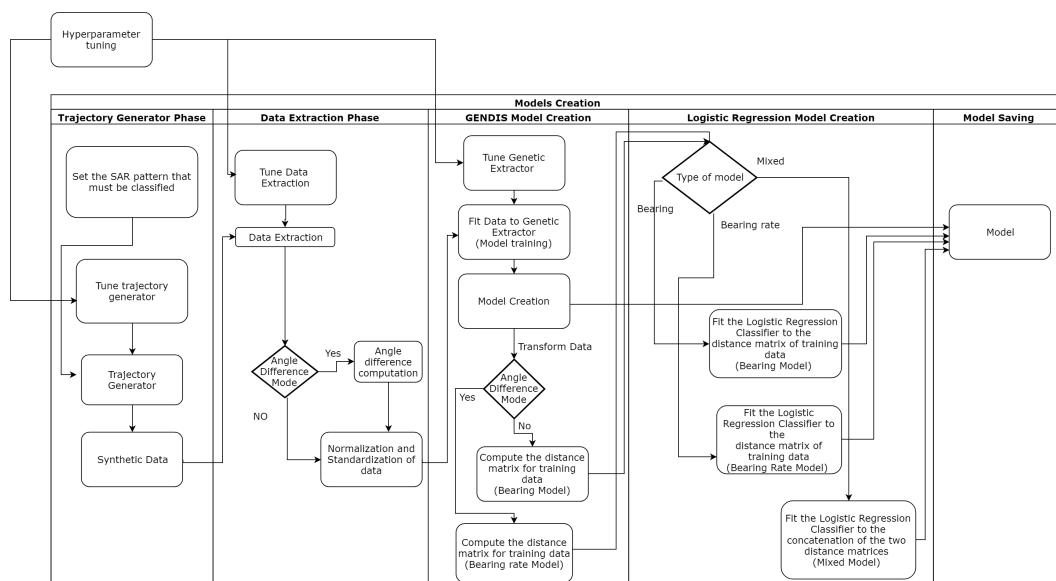 Hyperparameter
tuning
Models Creation
Trajectory Generator Phase
Data Extraction Phase
GENDIS Model Creation
Logistic Regression Model Creation
Model Saving
Set the SAR pattern that
must be classified
Tune trajectory
generator
Trajectory
Generator
Synthetic Data
Tune Data
Extraction
Data Extraction
Angle
Difference
Mode
Yes
NO
Angle
difference
computation
Normalization and
Standardization of
data
Tune Genetic
Extractor
Fit Data to Genetic
Extractor
(Model training)
Model Creation
Transform Data
Angle
Difference
Mode
Yes
No
Compute the distance
matrix for training
data
(Bearing Model)
Compute the distance
matrix for training data
(Bearing rate Model)
Type of model
Mixed
Bearing
Bearing rate
Fit the Logistic Regression
Classifier to the
distance matrix of training
data
(Bearing Model)
Fit the Logistic
Regression Classifier to
the
distance matrix of
training data
(Bearing Rate Model)
Fit the Logistic Regression
Classifier to the
concatenation of the two
distance matrices
(Mixed Model)
Model